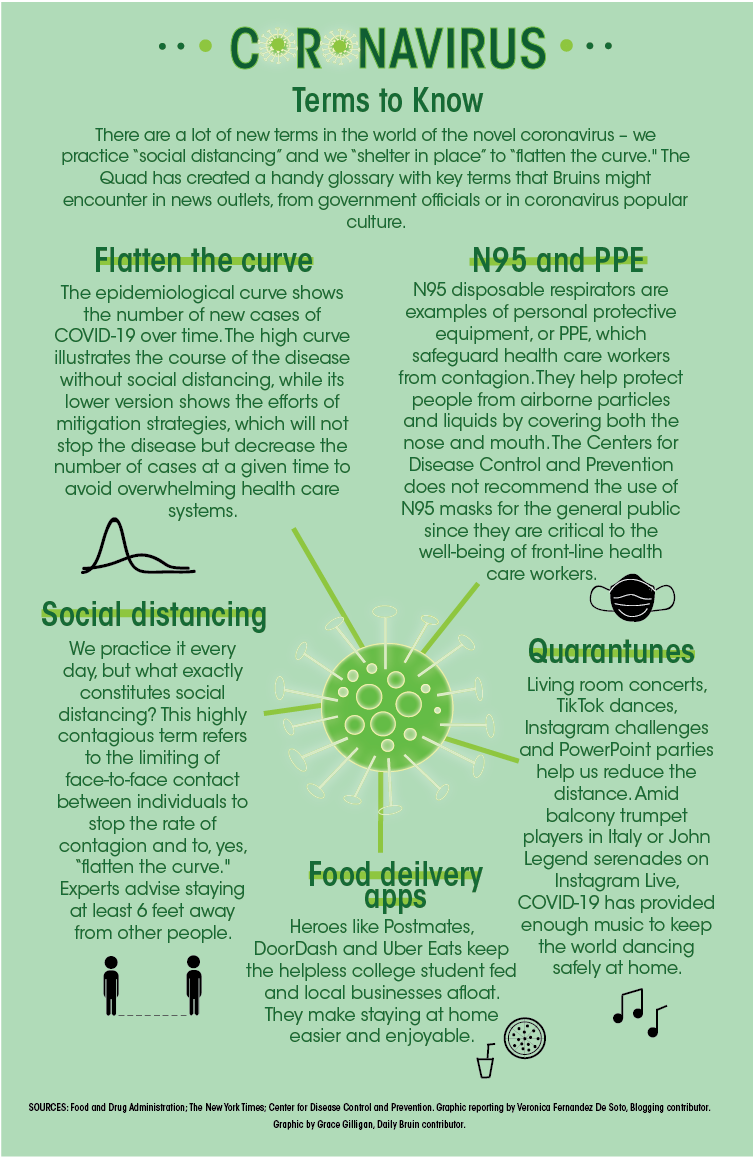 CORONAVIRUS
Terms to Know
There are a lot of new terms in the world of the novel coronavirus – we
practice “social distancing” and we “shelter in place” to “flatten the curve." The
Quad has created a handy glossary with key terms that Bruins might
encounter in news outlets, from government officials or in coronavirus popular
culture.
Flatten the curve
The epidemiological curve shows
the number of new cases of
COVID-19 over time. The high curve
illustrates the course of the disease
without social distancing, while its
lower version shows the efforts of
mitigation strategies, which will not
stop the disease but decrease the
number of cases at a given time to
avoid overwhelming health care
systems.
N95 and PPE
N95 disposable respirators are
examples of personal protective
equipment, or PPE, which
safeguard health care workers
from contagion. They help protect
people from airborne particles
and liquids by covering both the
nose and mouth. The Centers for
Disease Control and Prevention
does not recommend the use of
N95 masks for the general public
since they are critical to the
well-being of front-line health
care workers.
Social distancing
We practice it every
day, but what exactly
constitutes social
distancing? This highly
contagious term refers
to the limiting of
face-to-face contact
between individuals to
stop the rate of
contagion and to, yes,
“flatten the curve."
Experts advise staying
at least 6 feet away
from other people.
Quarantunes
Living room concerts,
TikTok dances,
Instagram challenges
and PowerPoint parties
help us reduce the
distance. Amid
balcony trumpet
players in Italy or John
Legend serenades on
Instagram Live,
COVID-19 has provided
enough music to keep
the world dancing
safely at home.
Food deilvery
apps
Heroes like Postmates,
DoorDash and Uber Eats keep
the helpless college student fed
and local businesses afloat.
They make staying at home
easier and enjoyable.
SOURCES: Food and Drug Administration; The New York Times; Center for Disease Control and Prevention. Graphic reporting by Veronica Fernandez De Soto, Blogging contributor.
Graphic by Grace Gilligan, Daily Bruin contributor.